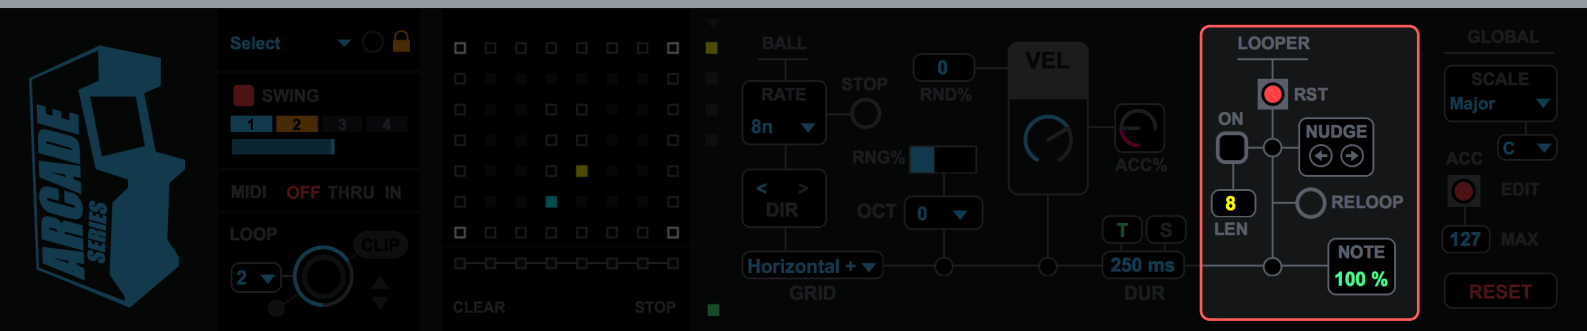 ARCADE
SERIES
Select
SWING
1 2 3 4
MIDI OFF THRU IN
LOOP
CLIP
2
CLEAR STOP
BALL
RATE
8n
STOP
< >
DIR
Horizontal +
GRID
0
RND%
RNG%
OCT 0
VEL
ACC%
T S
250 ms
DUR
LOOPER
RST
ON
NUDGE
8
LEN
RELOOP
NOTE
100 %
GLOBAL
SCALE
Major
C
ACC
EDIT
127 MAX
RESET